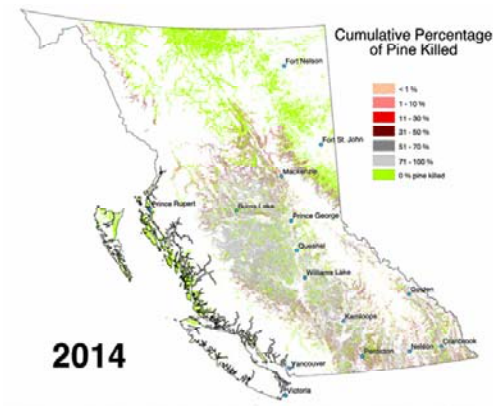 Cumulative Percentage
of Pine Killed
< 1 %
1 - 10 %
11 - 30 %
31 - 50 %
51 - 70 %
71 - 100 %
0 % pine killed
Fort Nelson
Fort St. John
Mackenzie
Prince Rupert
Burns Lake
Prince George
Quesnel
Williams Lake
Golden
Kamloops
Cranbrook
Nelson
Penticton
Vancouver
Victoria
2014